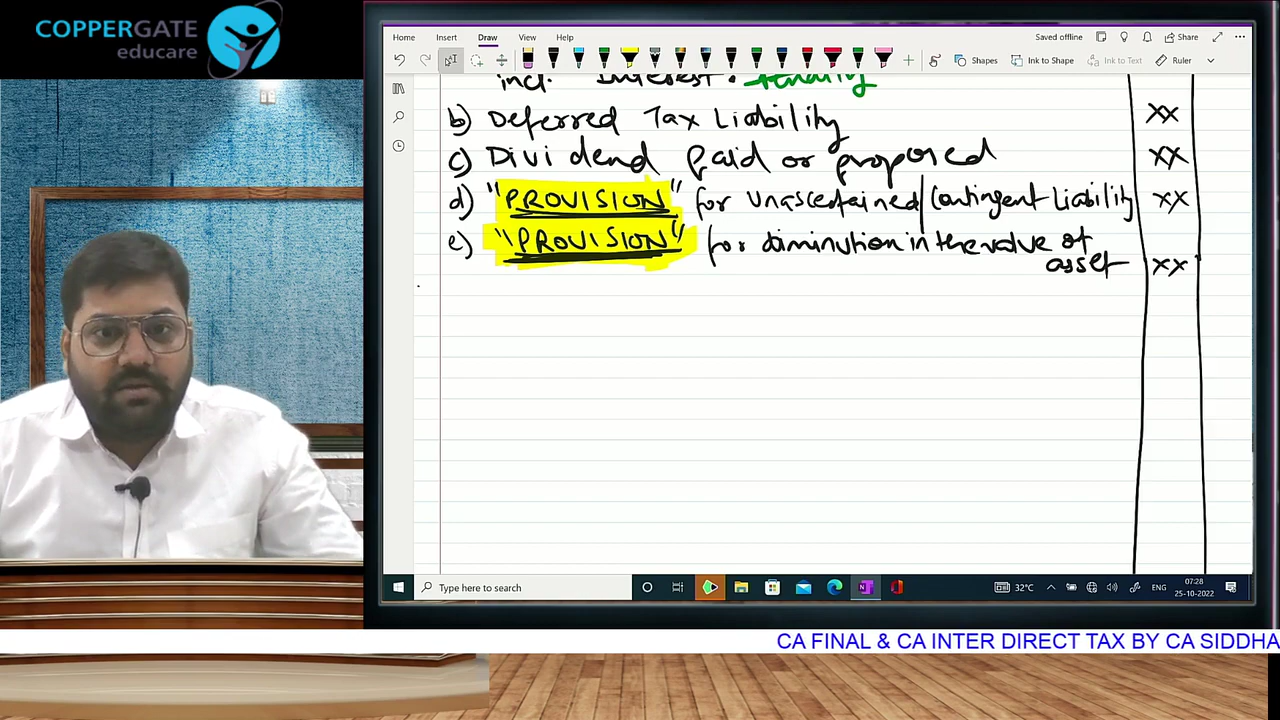 COPPERGATE
educare
Home Insert Draw View Help
Saved offline Share
Shapes Ink to Shape Ink to Text Ruler
incl. Interest. Penalty
b) Deferred Tax Liability XX
c) Dividend paid or proposed XX
d) "PROVISION" for unascertained/Contingent Liability XX
e) "PROVISION" for diminution in the value of
asset XX
Type here to search
32°C ENG 07:28
25-10-2022
CA FINAL & CA INTER DIRECT TAX BY CA SIDDHA